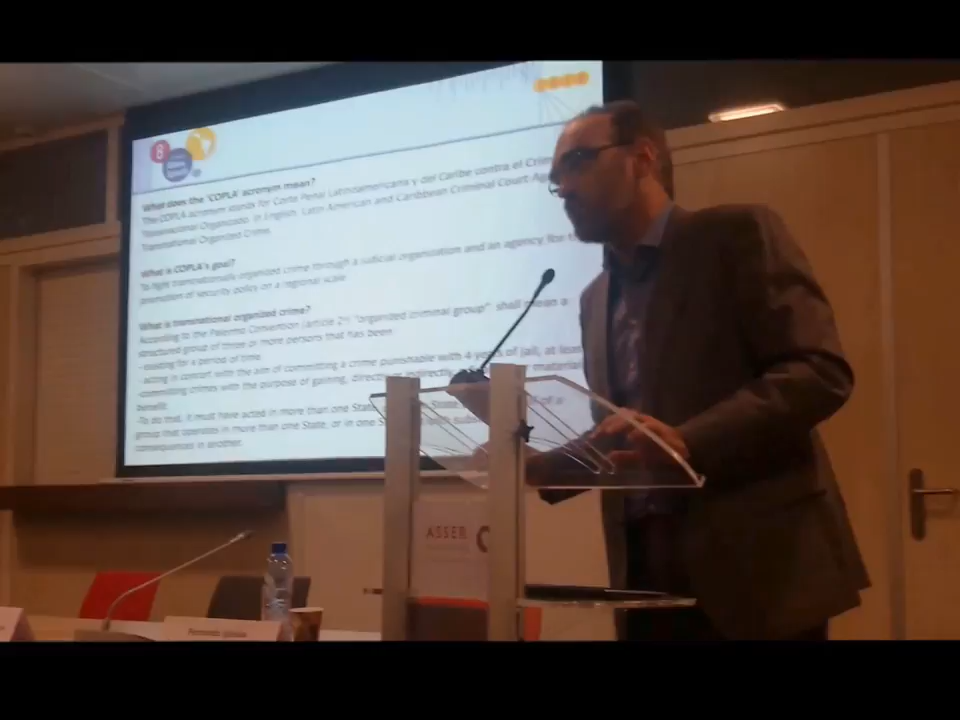 What does the 'COPLA' acronym mean?
The COPLA acronym stands for Corte Penal Latinoamericana y del Caribe contra el Crimen
Transnacional Organizado. In English, Latin American and Caribbean Criminal Court Against
Transnational Organized Crime.
What is COPLA's goal?
To fight transnationally organized crime through a judicial organization and an agency for the
promotion of security policy on a regional scale
What is transnational organized crime?
According to the Palermo Convention (article 2º) "organized criminal group" shall mean a
structured group of three or more persons that has been:
-existing for a period of time
-acting in concert with the aim of committing a crime punishable with 4 years of jail, at least
-committing crimes with the purpose of gaining, directly or indirectly, material
benefit.
-To do that, it must have acted in more than one State, State, of a
group that operates in more than one State, or in one S with
consequences in another.
ASSER
Fernando Iglesias